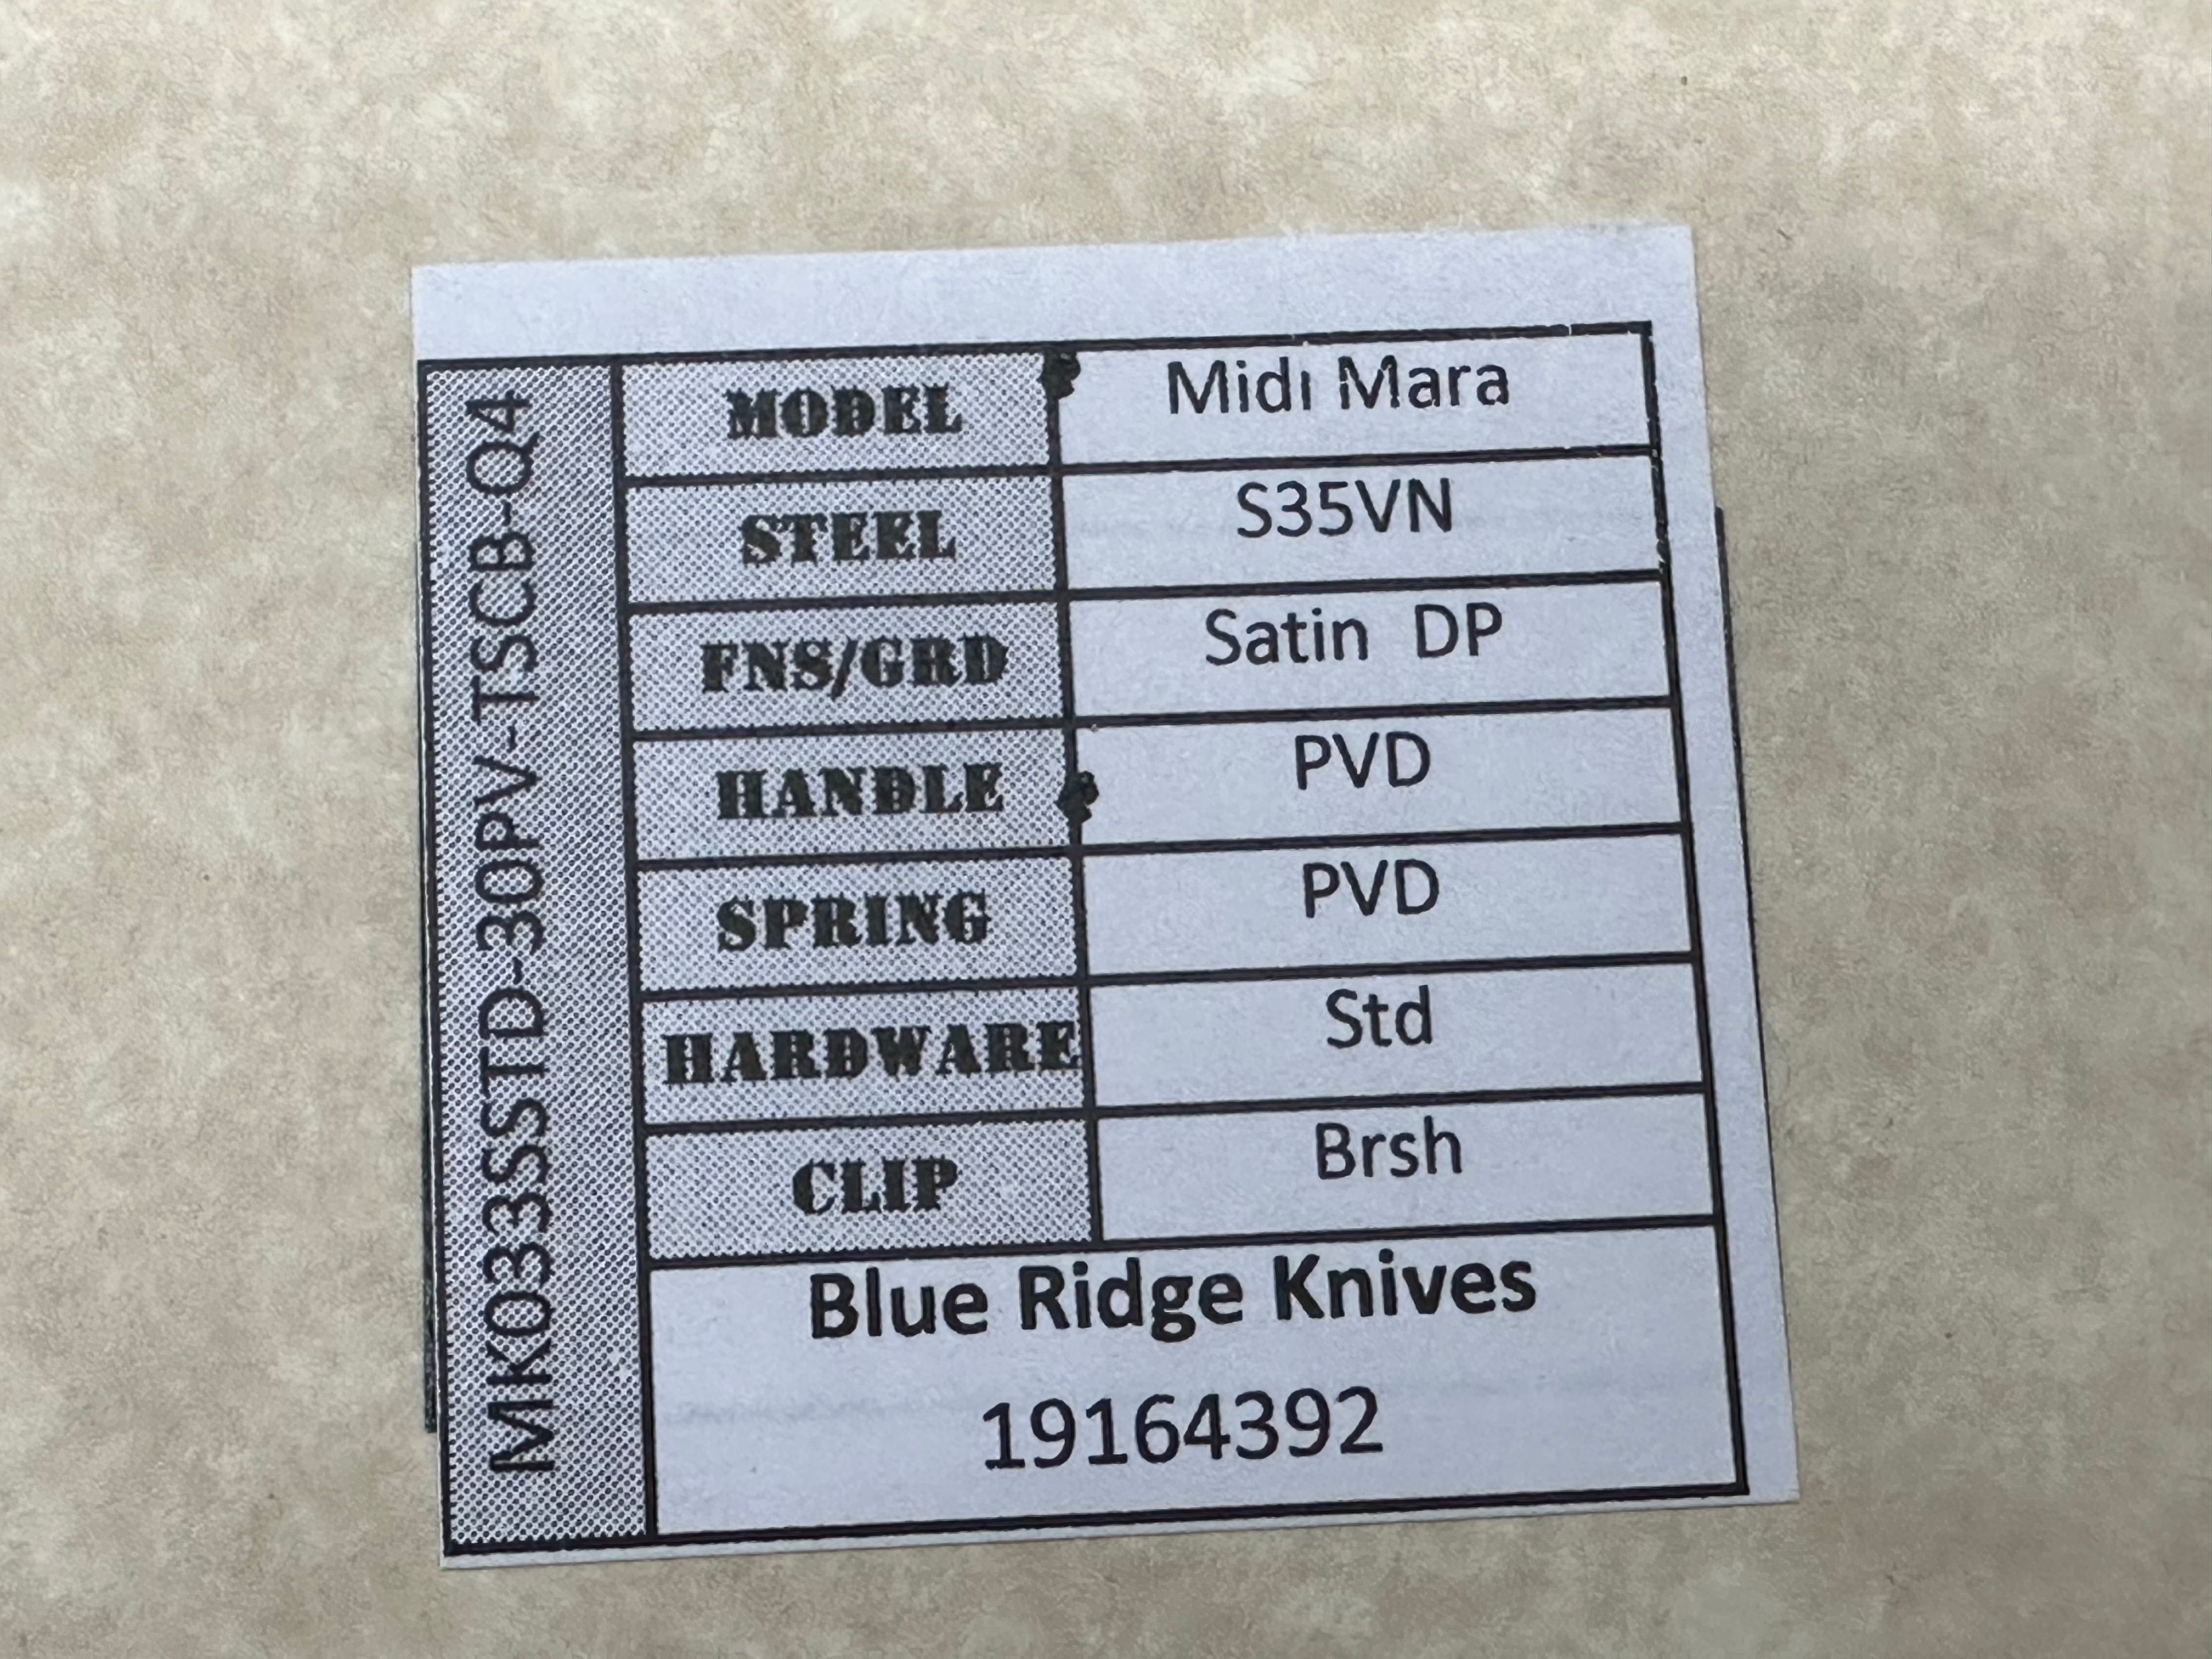 MK033SSTD-30PV-TSCB-Q4
MODEL Midi Mara
STEEL S35VN
FNS/GRD Satin DP
HANDLE PVD
SPRING PVD
HARDWARE Std
CLIP Brsh
Blue Ridge Knives
19164392